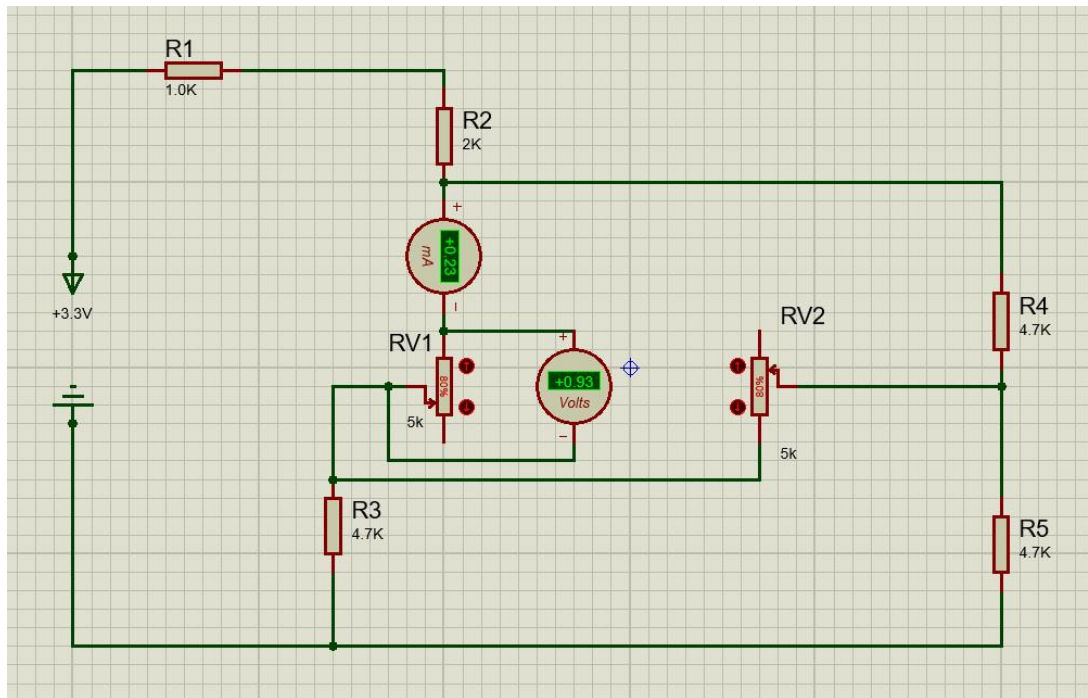 R1
1.0K
R2
2K
+
+0.23
mA
−
+3.3V
RV1
80%
5k
+
+0.93
Volts
−
RV2
80%
5k
R4
4.7K
R3
4.7K
R5
4.7K